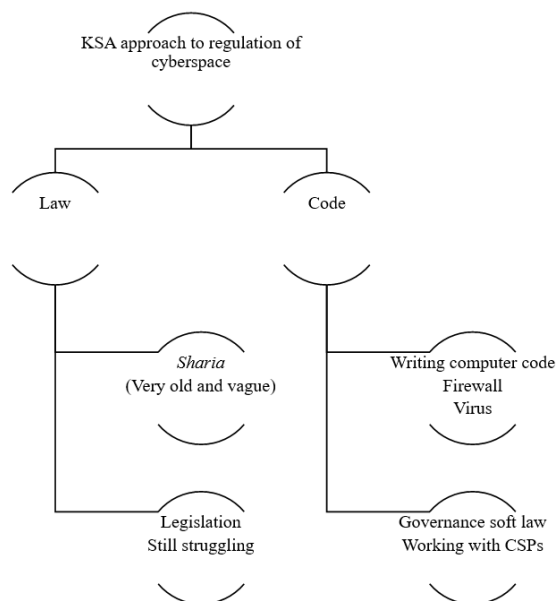 KSA approach to regulation of
cyberspace
Law
Code
Sharia
(Very old and vague)
Writing computer code
Firewall
Virus
Legislation
Still struggling
Governance soft law
Working with CSPs